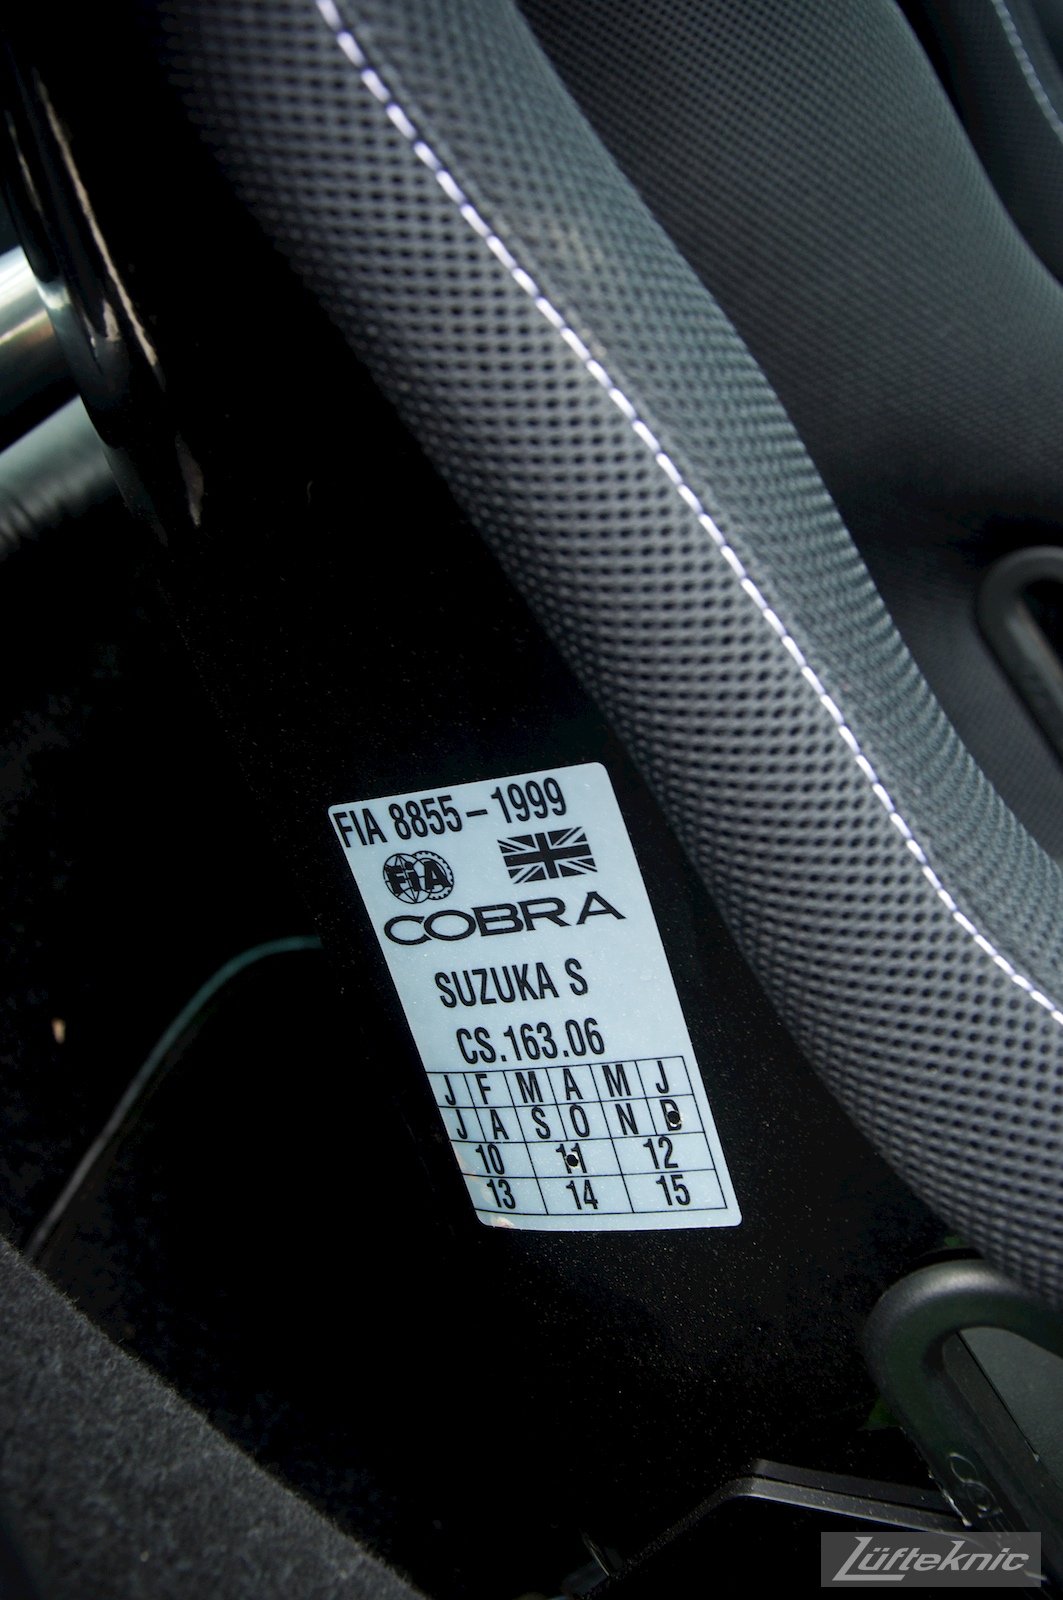 FIA 8855-1999
FiA
COBRA
SUZUKA S
CS.163.06
J F M A M J
J A S O N D
10 11 12
13 14 15
Lüfteknic